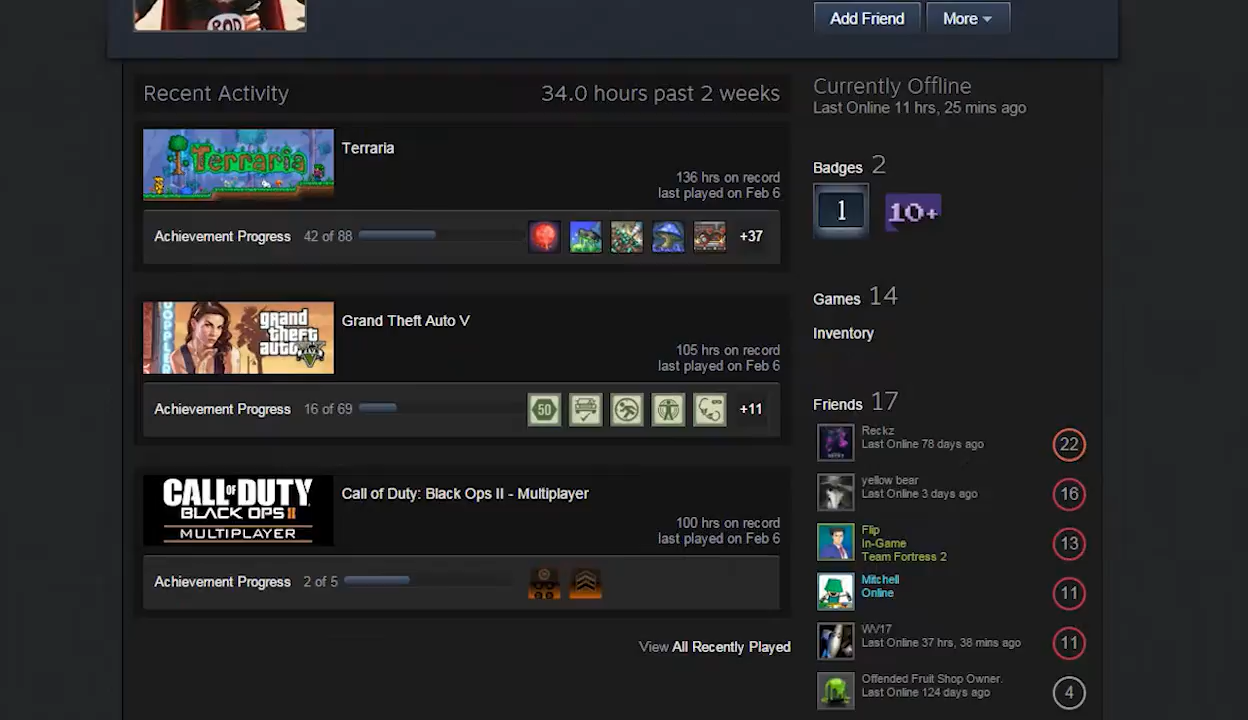 Add Friend
More
Recent Activity
34.0 hours past 2 weeks
Terraria
Terraria
136 hrs on record
last played on Feb 6
Achievement Progress 42 of 88
+37
DOPPLE
grand theft auto V
Grand Theft Auto V
105 hrs on record
last played on Feb 6
Achievement Progress 16 of 69
50
+11
CALL OF DUTY
BLACK OPS II
MULTIPLAYER
Call of Duty: Black Ops II - Multiplayer
100 hrs on record
last played on Feb 6
Achievement Progress 2 of 5
View All Recently Played
Currently Offline
Last Online 11 hrs, 25 mins ago
Badges 2
1
10+
Games 14
Inventory
Friends 17
Reckz
Last Online 78 days ago
22
yellow bear
Last Online 3 days ago
16
Flip
In-Game
Team Fortress 2
13
Mitchell
Online
11
WV17
Last Online 37 hrs, 38 mins ago
11
Offended Fruit Shop Owner.
Last Online 124 days ago
4